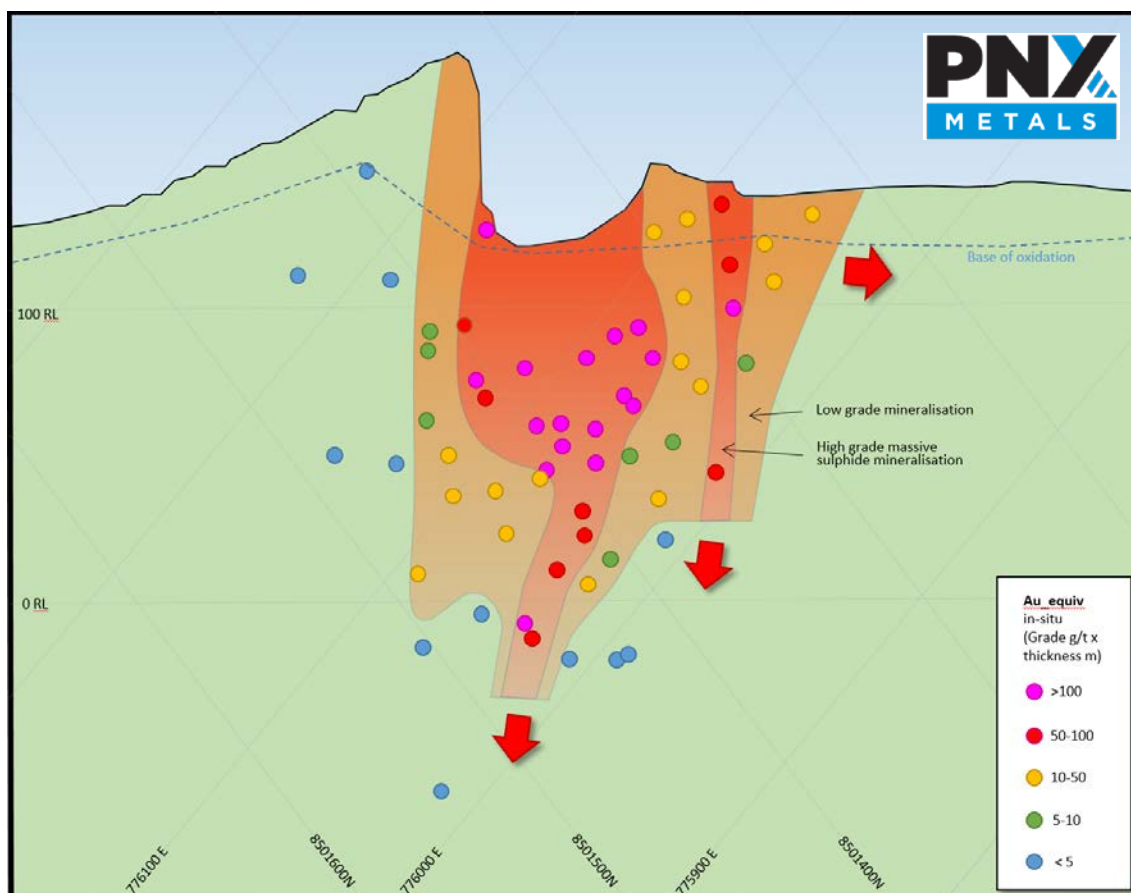 PNX
METALS
Base of oxidation
100 RL
Low grade mineralisation
High grade massive
sulphide mineralisation
0 RL
Au_equiv
in-situ
(Grade g/t x
thickness m)
>100
50-100
10-50
5-10
< 5
776100 E
8501600N
776000 E
8501500N
775900 E
8501400N